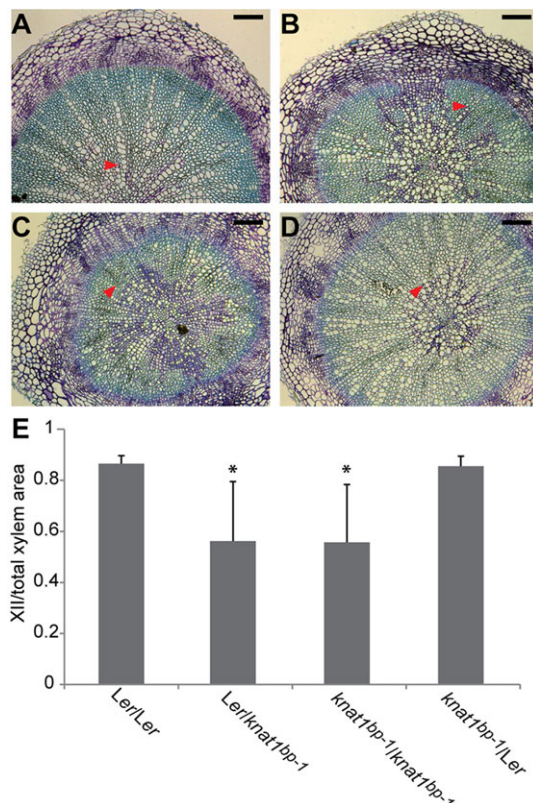 A
B
C
D
E
XII/total xylem area
1
0.8
0.6
0.4
0.2
0
*
*
Ler/Ler
Ler/knat1bp-1
knat1bp-1/knat1bp-1
knat1bp-1/Ler